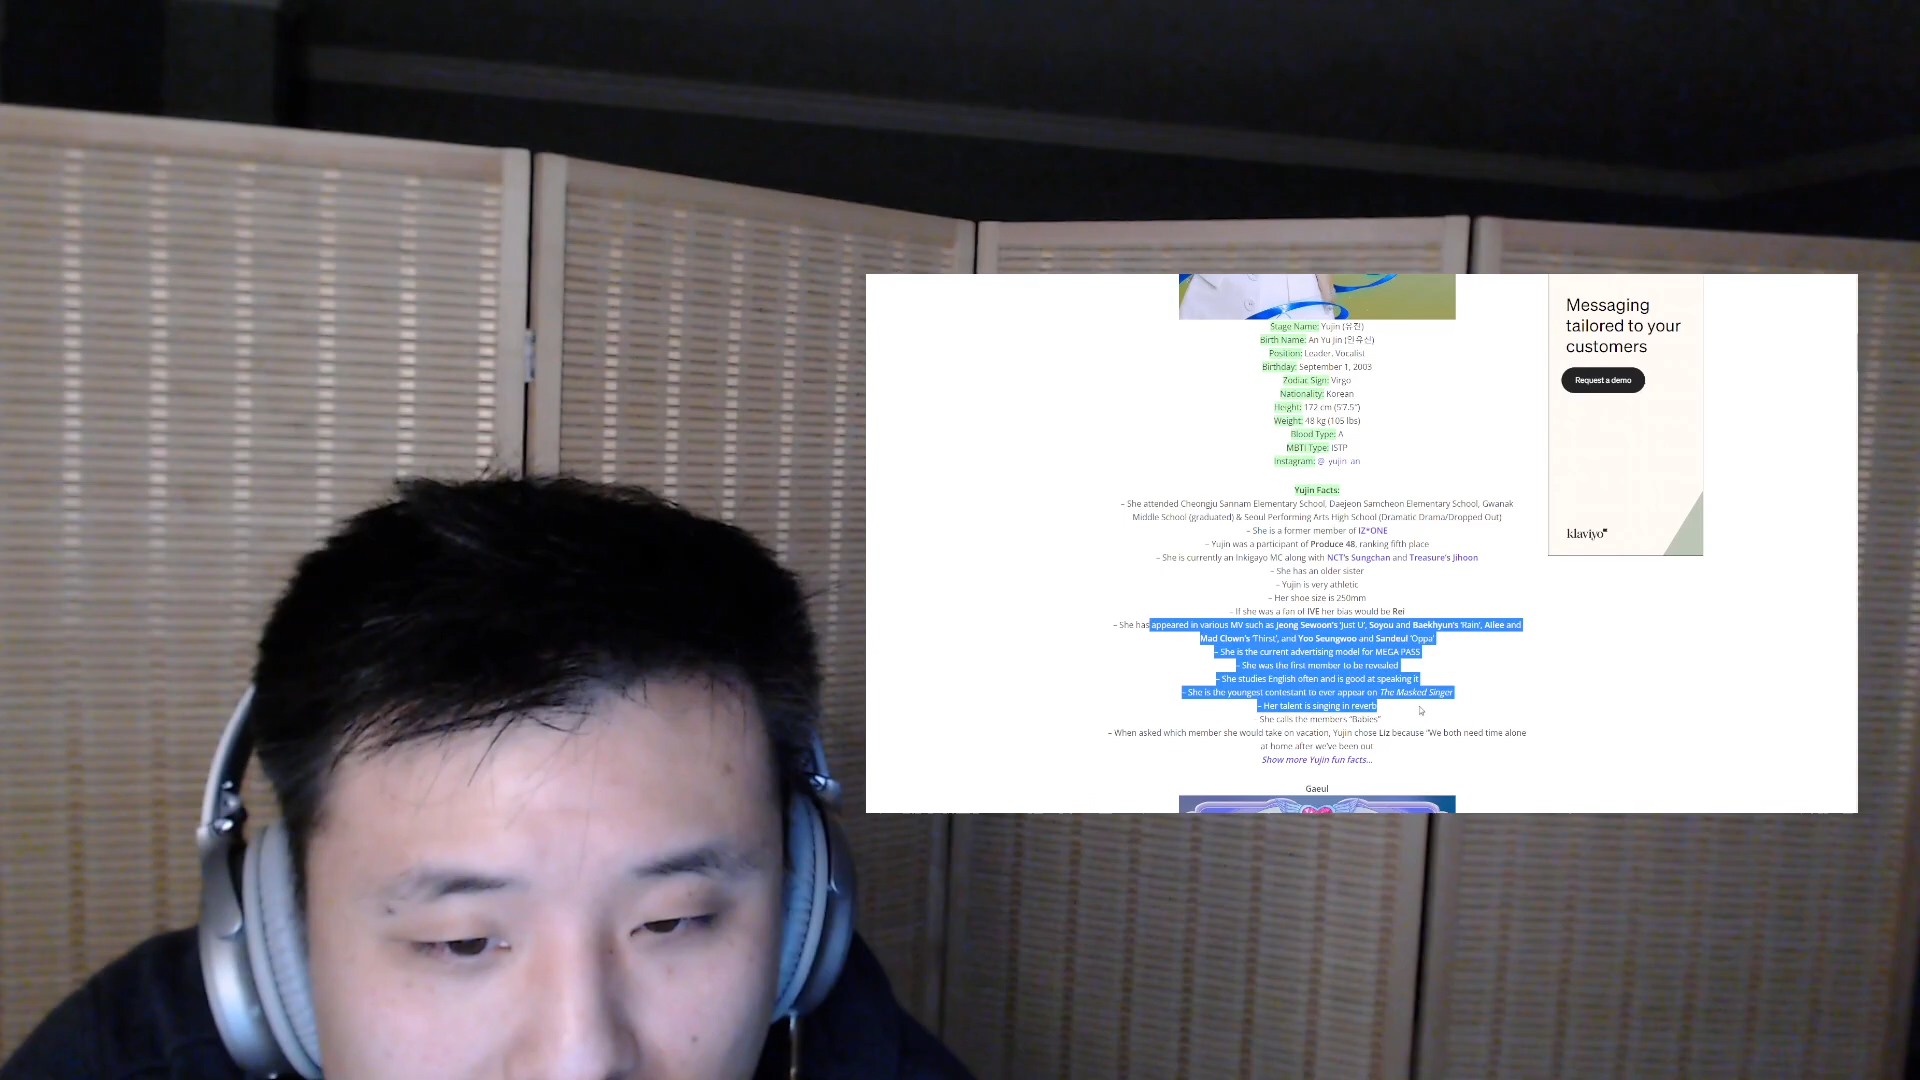 Messaging
tailored to your
customers
Request a demo
klaviyo
Stage Name: Yujin (유진)
Birth Name: An Yu Jin (안유진)
Position: Leader, Vocalist
Birthday: September 1, 2003
Zodiac Sign: Virgo
Nationality: Korean
Height: 172 cm (5'7.5")
Weight: 48 kg (105 lbs)
Blood Type: A
MBTI Type: ISTP
Instagram: @_yujin_an
Yujin Facts:
– She attended Cheongju Sannam Elementary School, Daejeon Samcheon Elementary School, Gwanak
Middle School (graduated) & Seoul Performing Arts High School (Dramatic Drama/Dropped Out)
– She is a former member of IZ*ONE
– Yujin was a participant of Produce 48, ranking fifth place
– She is currently an Inkigayo MC along with NCT's Sungchan and Treasure's Jihoon
– She has an older sister
– Yujin is very athletic
– Her shoe size is 250mm
– If she was a fan of IVE her bias would be Rei
– She has appeared in various MV such as Jeong Sewoon's 'Just U', Soyou and Baekhyun's 'Rain', Ailee and
Mad Clown's 'Thirst', and Yoo Seungwoo and Sandeul 'Oppa'
– She is the current advertising model for MEGA PASS
– She was the first member to be revealed
– She studies English often and is good at speaking it
– She is the youngest contestant to ever appear on The Masked Singer
– Her talent is singing in reverb
– She calls the members "Babies"
– When asked which member she would take on vacation, Yujin chose Liz because "We both need time alone
at home after we've been out
Show more Yujin fun facts...
Gaeul